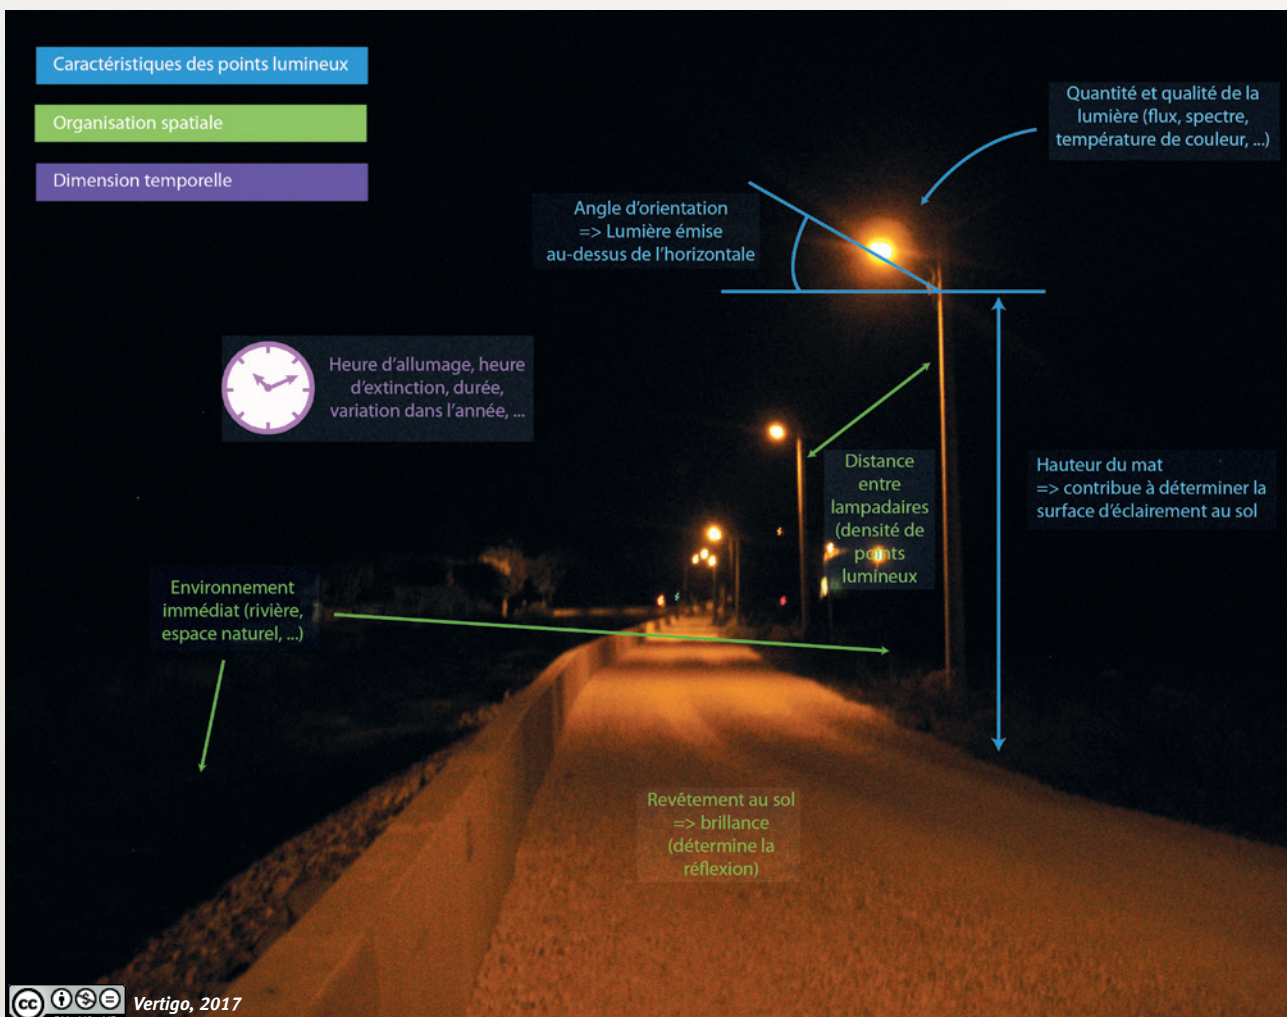 Caractéristiques des points lumineux
Organisation spatiale
Dimension temporelle
Quantité et qualité de la
lumière (flux, spectre,
température de couleur, ...)
Angle d'orientation
=> Lumière émise
au-dessus de l'horizontale
Heure d'allumage, heure
d'extinction, durée,
variation dans l'année, ...
Distance
entre
lampadaires
(densité de
points
lumineux
Hauteur du mat
=> contribue à déterminer la
surface d'éclairement au sol
Environnement
immédiat (rivière,
espace naturel, ...)
Revêtement au sol
=> brillance
(détermine la
réflexion)
cc
Vertigo, 2017